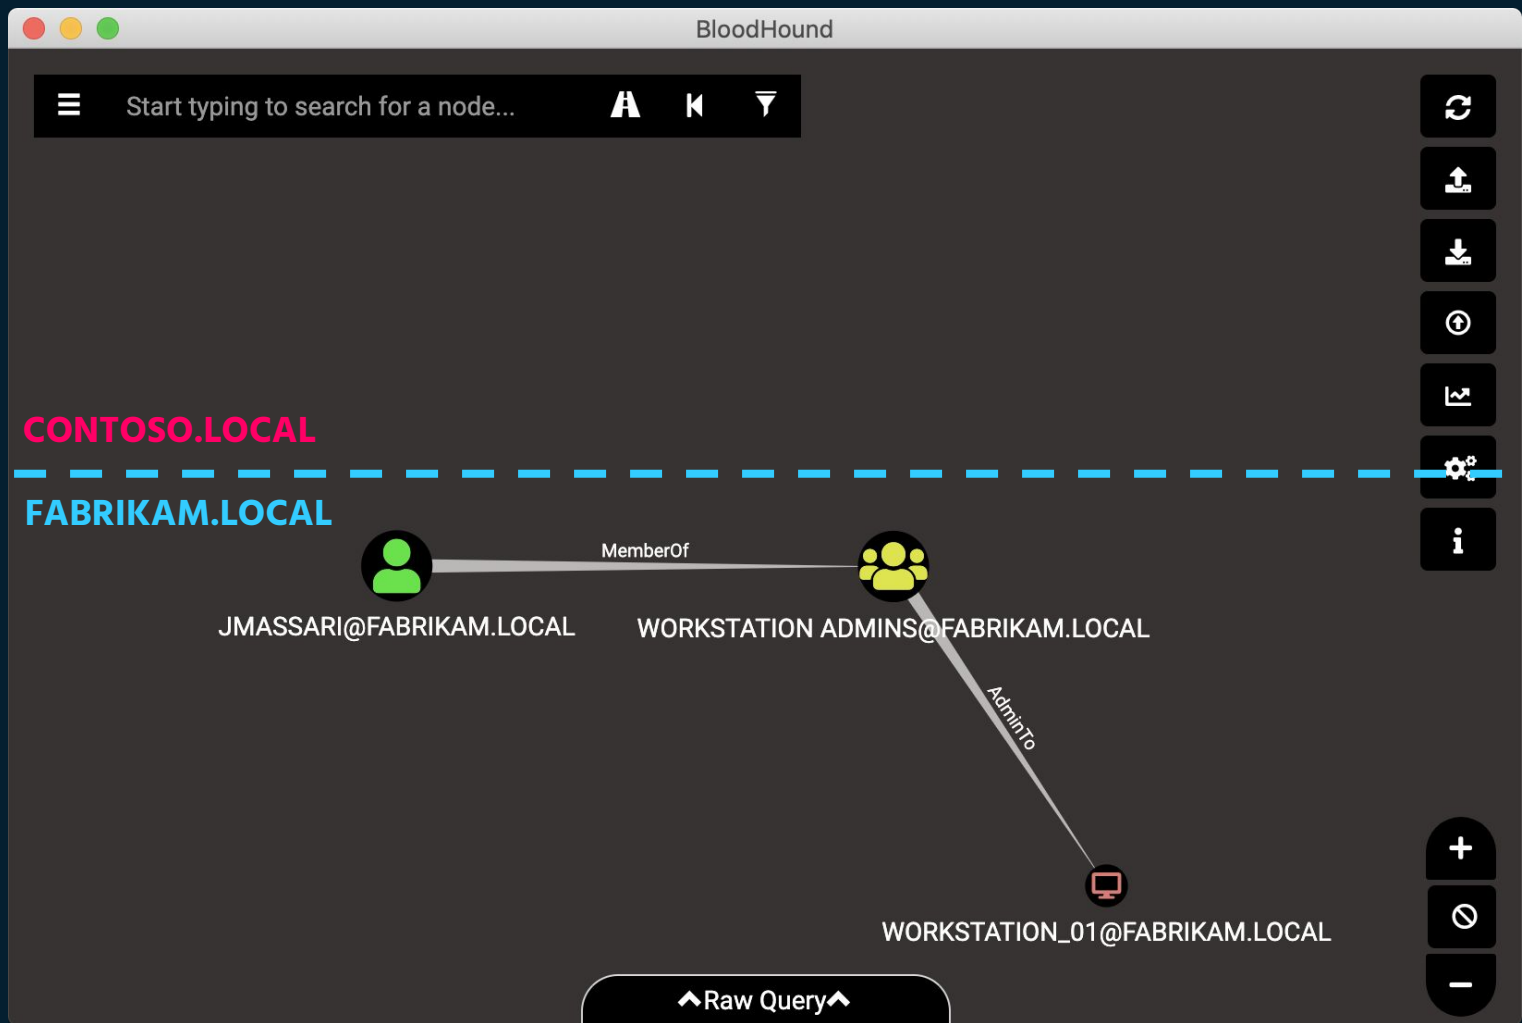 BloodHound
Start typing to search for a node...
CONTOSO.LOCAL
FABRIKAM.LOCAL
MemberOf
JMASSARI@FABRIKAM.LOCAL
WORKSTATION ADMINS@FABRIKAM.LOCAL
AdminTo
WORKSTATION_01@FABRIKAM.LOCAL
Raw Query